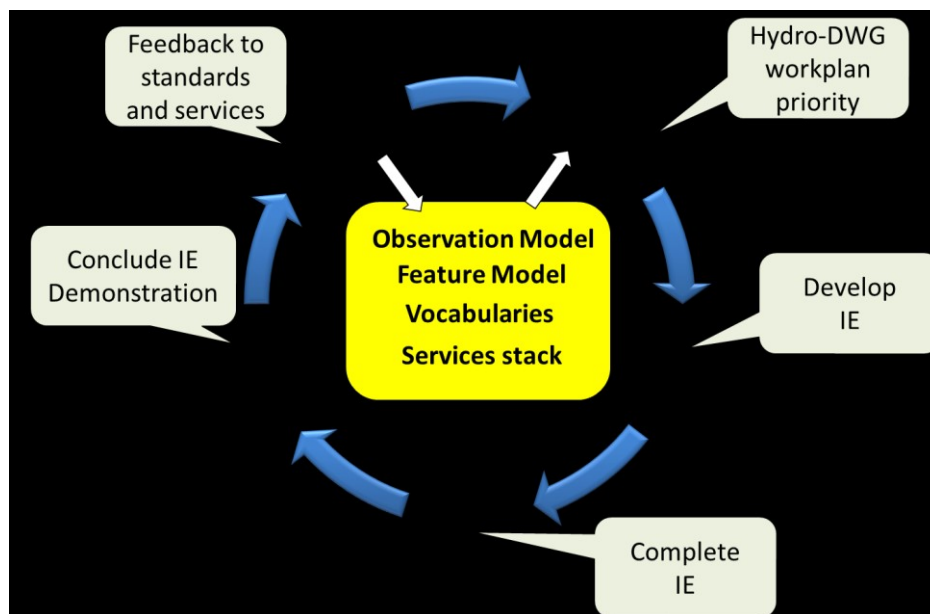 Feedback to
standards
and services
Hydro-DWG
workplan
priority
Observation Model
Feature Model
Vocabularies
Services stack
Conclude IE
Demonstration
Develop
IE
Complete
IE